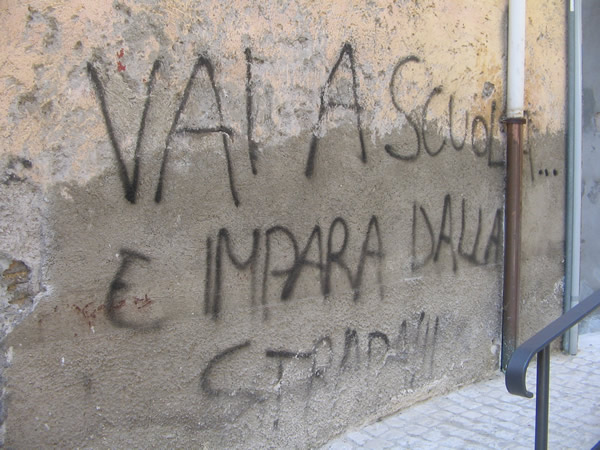 VAI A SCUOLA...
E IMPARA DALLA
STRADA!!